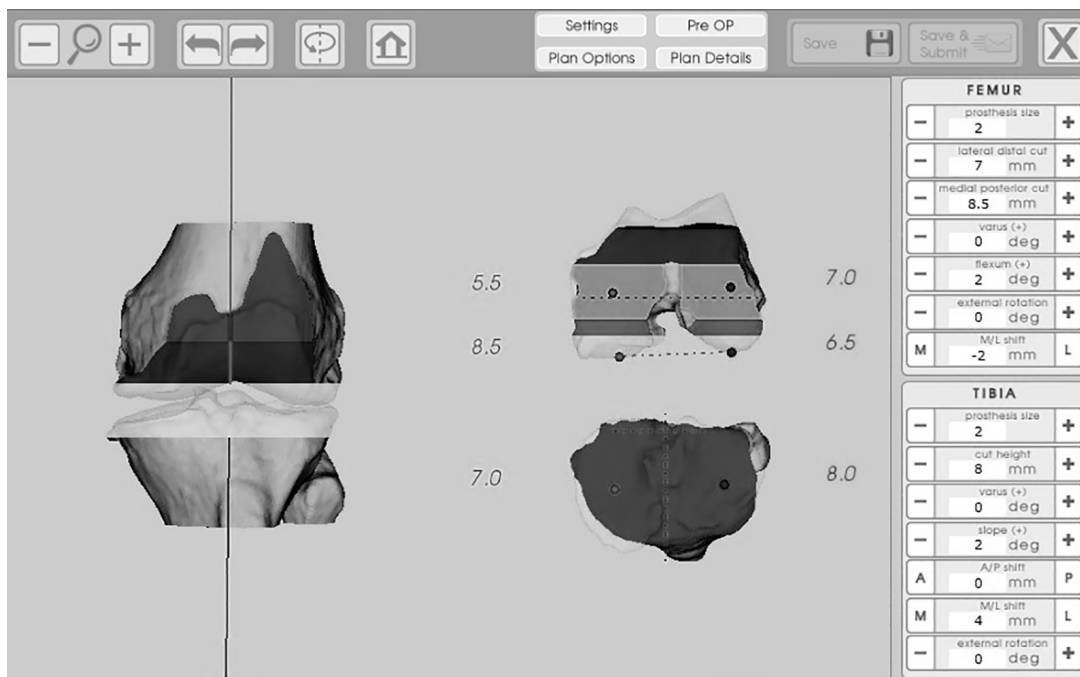 Settings
Pre OP
Plan Options
Plan Details
Save
Save &
Submit
X
5.5
8.5
7.0
7.0
6.5
8.0
FEMUR
prosthesis size
2
lateral distal cut
7 mm
medial posterior cut
8.5 mm
varus (+)
0 deg
flexum (+)
2 deg
external rotation
0 deg
M/L shift
M -2 mm L
TIBIA
prosthesis size
2
cut height
8 mm
varus (+)
0 deg
slope (+)
2 deg
A/P shift
A 0 mm P
M/L shift
M 4 mm L
external rotation
0 deg